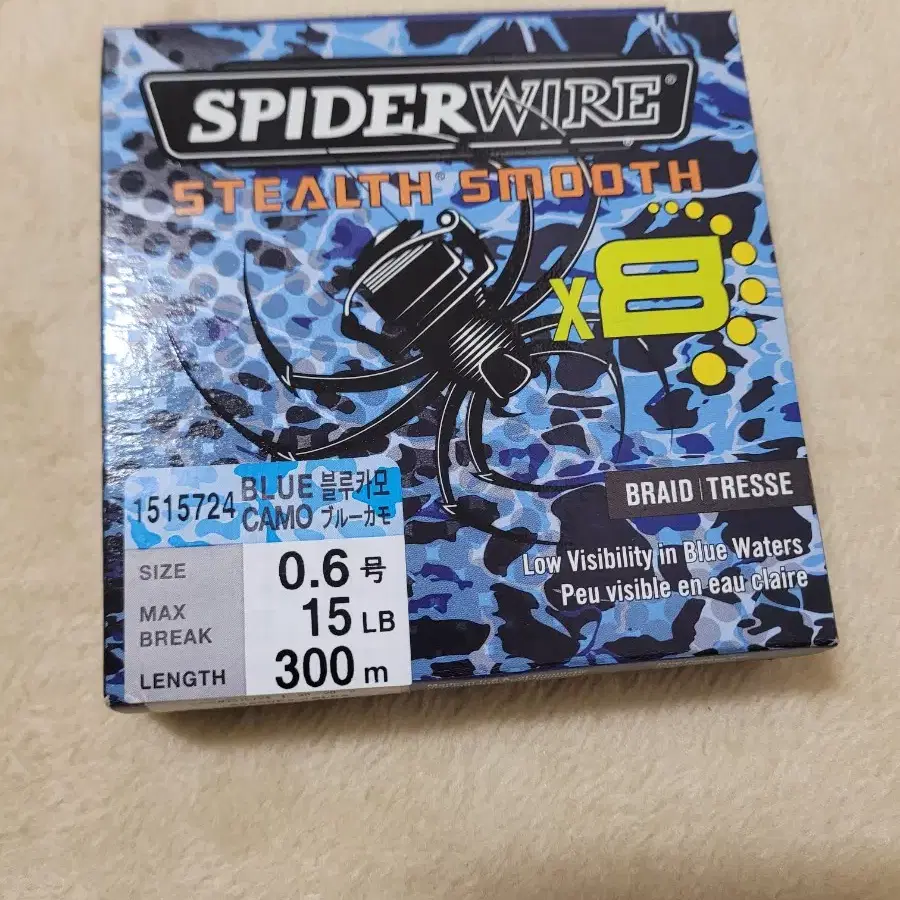 SPIDERWIRE®
STEALTH® SMOOTH
x8
BRAID | TRESSE
Low Visibility in Blue Waters
Peu visible en eau claire
1515724
BLUE 블루카모
CAMO ブルーカモ
SIZE 0.6号
MAX BREAK 15 LB
LENGTH 300 m